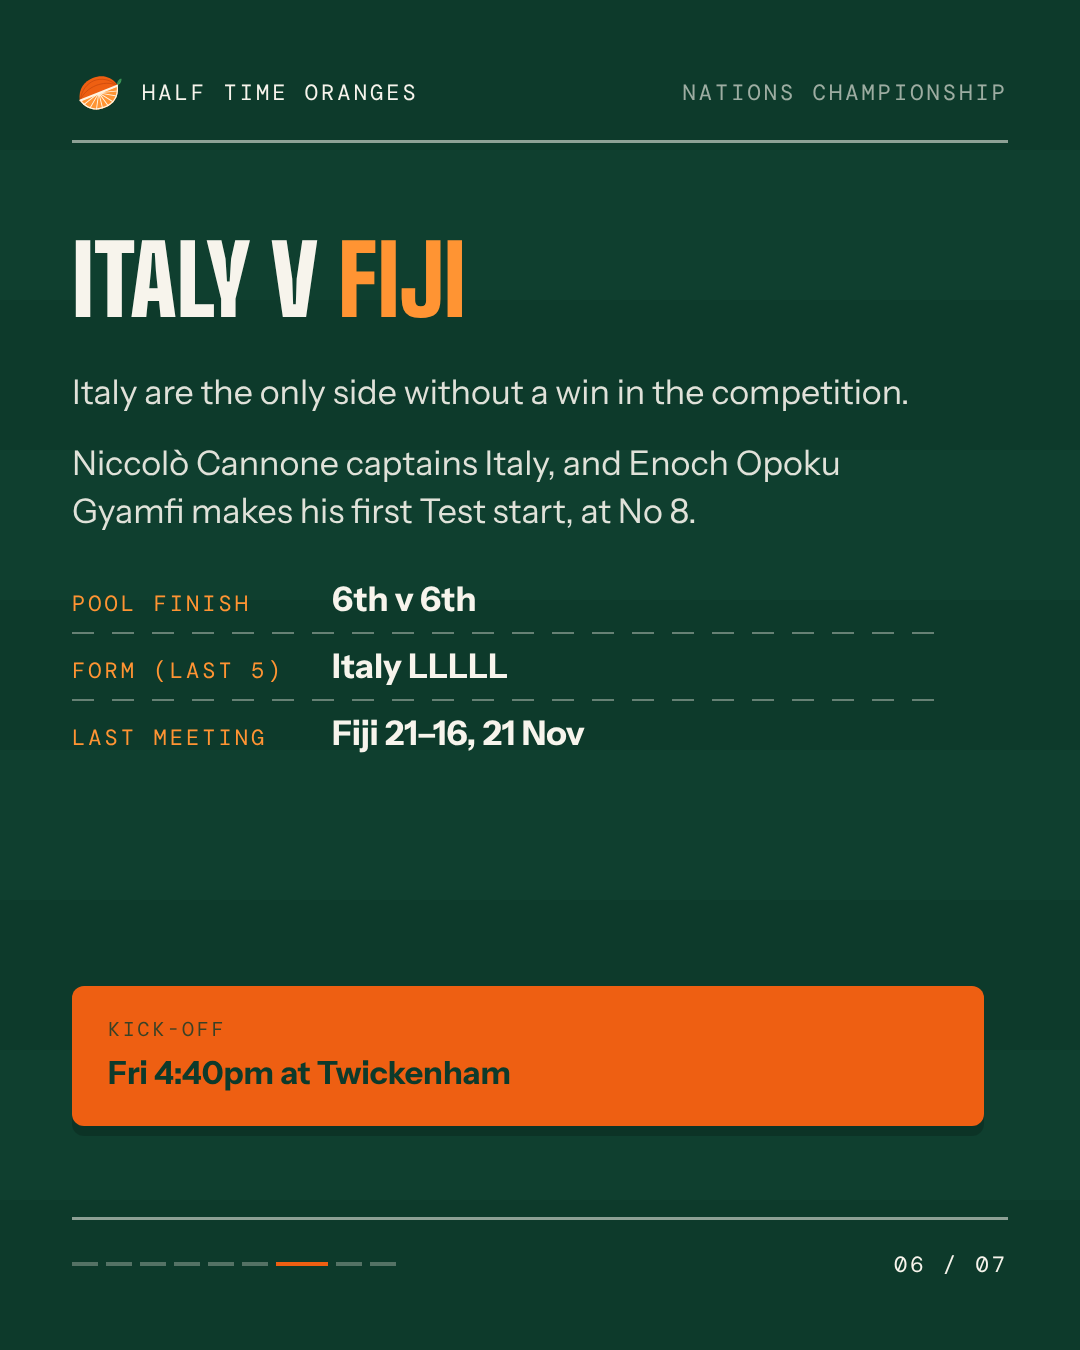 HALF TIME ORANGES
NATIONS CHAMPIONSHIP
ITALY V FIJI
Italy are the only side without a win in the competition.
Niccolò Cannone captains Italy, and Enoch Opoku
Gyamfi makes his first Test start, at No 8.
POOL FINISH 6th v 6th
FORM (LAST 5) Italy LLLLL
LAST MEETING Fiji 21–16, 21 Nov
KICK-OFF
Fri 4:40pm at Twickenham
06 / 07